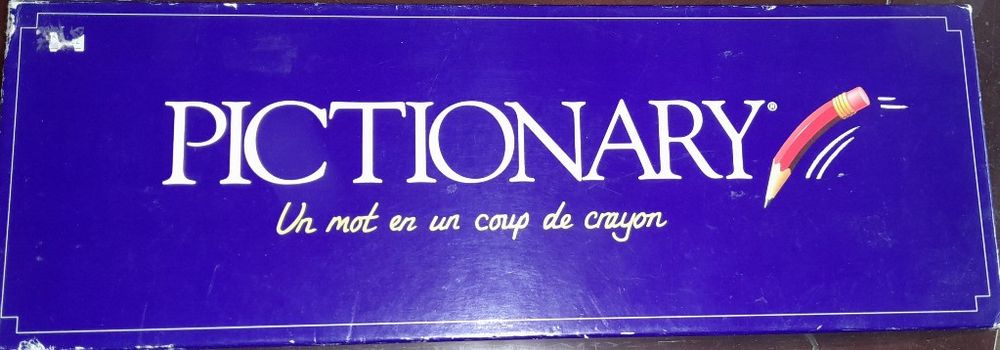 PICTIONARY®
Un mot en un coup de crayon